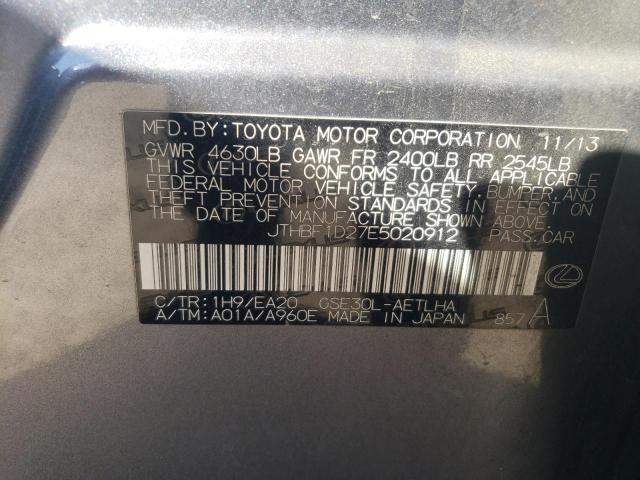 MFD. BY: TOYOTA MOTOR CORPORATION 11/13
GVWR 4630LB GAWR FR 2400LB RR 2545LB
THIS VEHICLE CONFORMS TO ALL APPLICABLE
FEDERAL MOTOR VEHICLE SAFETY, BUMPER, AND
THEFT PREVENTION STANDARDS IN EFFECT ON
THE DATE OF MANUFACTURE SHOWN ABOVE.
JTHBF1D27E5020912 PASS.CAR
C/TR: 1H9/EA20 GSE30L-AETLHA
A/TM: A01A/A960E MADE IN JAPAN 857 A